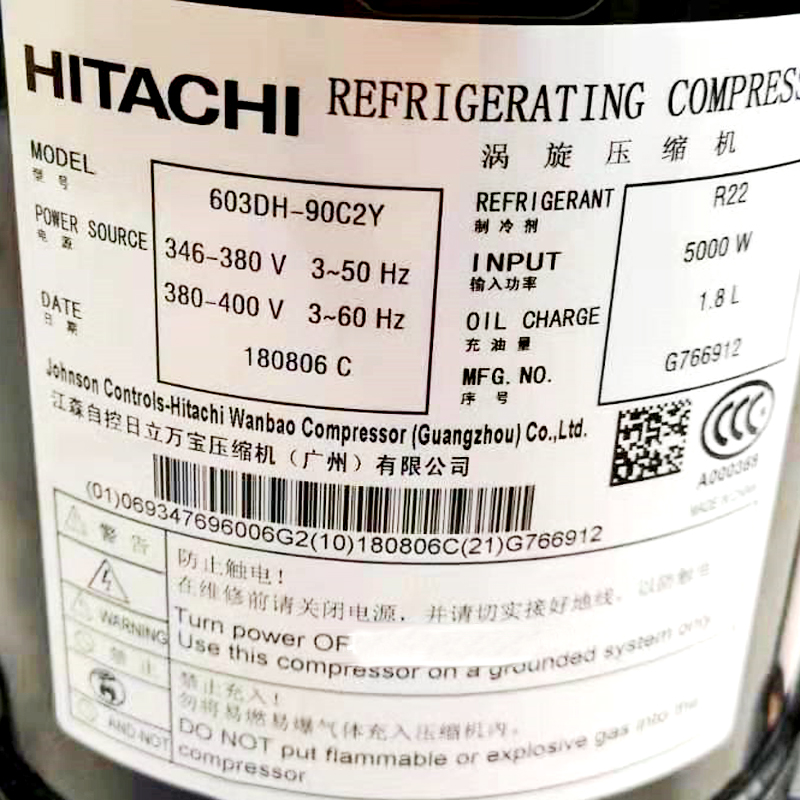 HITACHI REFRIGERATING COMPRESS
涡旋压缩机
MODEL 603DH-90C2Y
型号
POWER SOURCE 346-380 V 3~50 Hz
电源 380-400 V 3~60 Hz
DATE 180806 C
日期
REFRIGERANT R22
制冷剂
INPUT 5000 W
输入功率
OIL CHARGE 1.8 L
充油量
MFG. NO. G766912
序号
Johnson Controls-Hitachi Wanbao Compressor (Guangzhou) Co.,Ltd.
江森自控日立万宝压缩机（广州）有限公司
CCC
A000368
MADE IN CHINA
(01)069347696006G2(10)180806C(21)G766912
警告
防止触电！
在维修前请关闭电源，并请切实接好地线，以防触电
WARNING
Turn power OF
Use this compressor on a grounded system only
禁止
禁止充入！
勿将易燃易爆气体充入压缩机内。
AND NOT
DO NOT put flammable or explosive gas into the
compressor